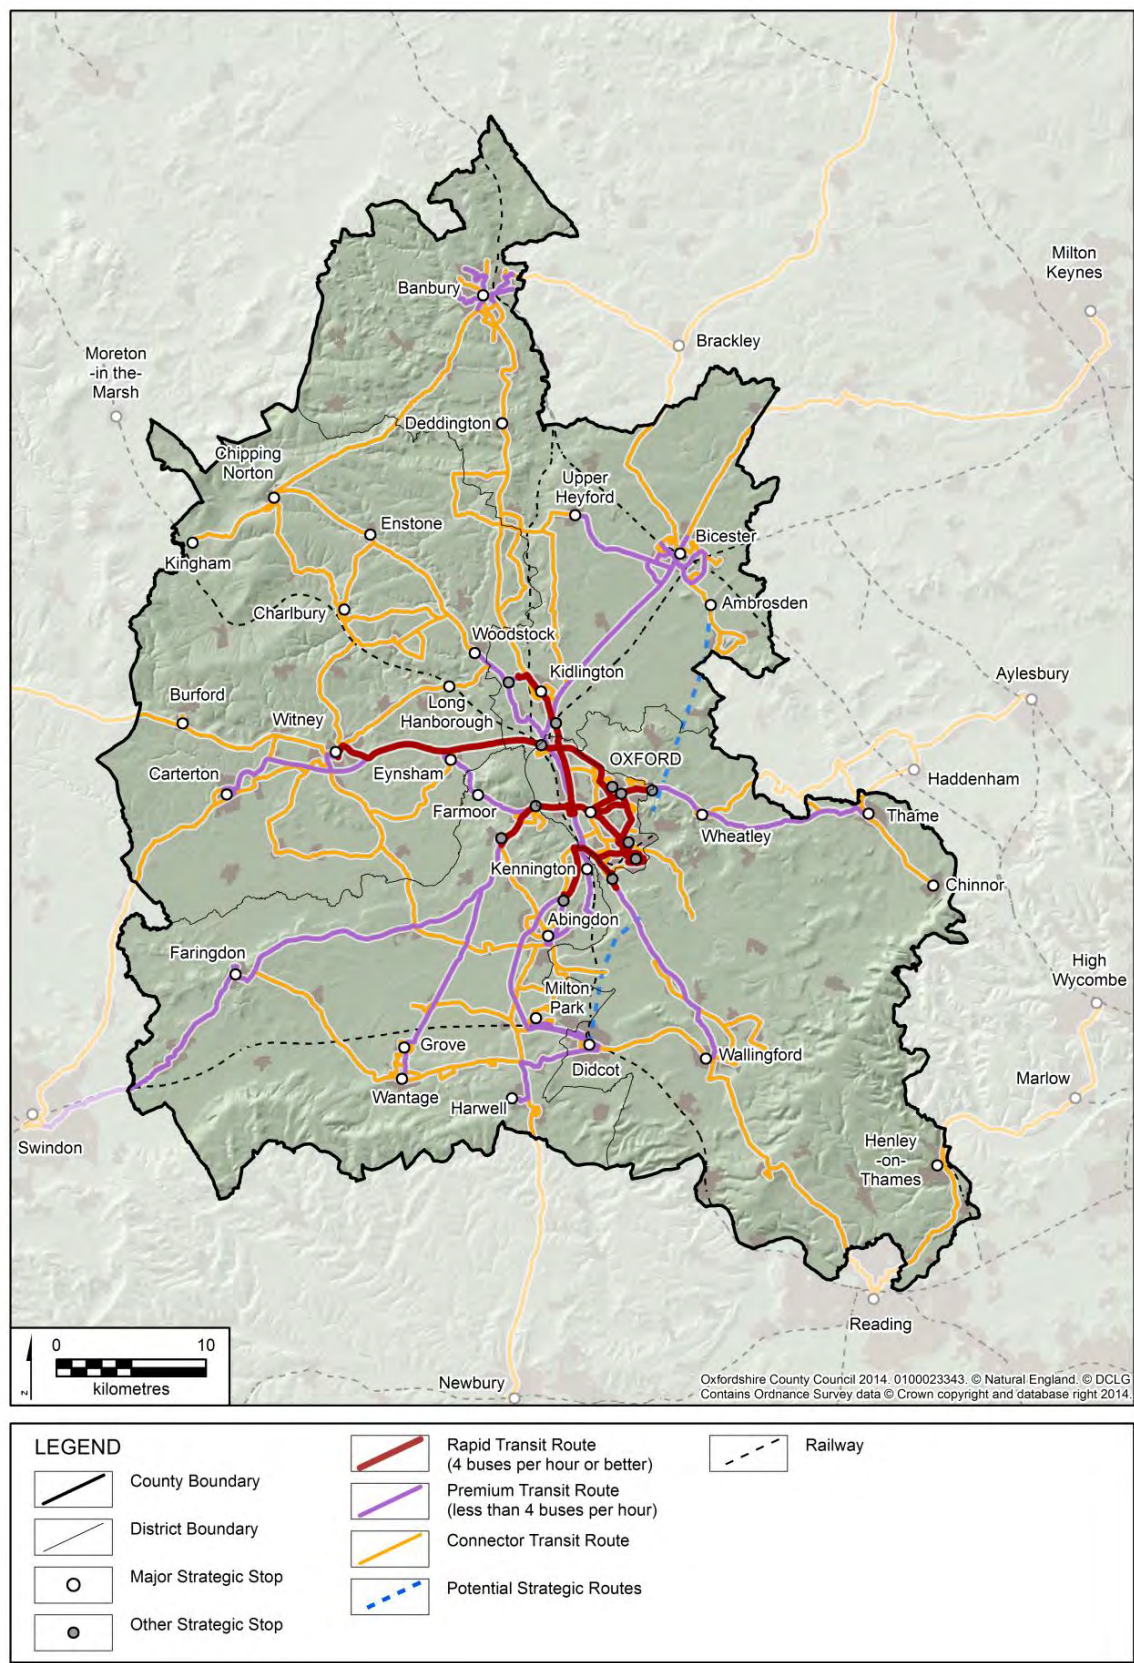 Milton
Keynes
Banbury
Brackley
Moreton
-in the-
Marsh
Deddington
Chipping
Norton
Upper
Heyford
Enstone
Bicester
Kingham
Charlbury
Ambrosden
Woodstock
Kidlington
Aylesbury
Burford
Long
Hanborough
Witney
OXFORD
Carterton
Eynsham
Haddenham
Farmoor
Wheatley
Thame
Kennington
Chinnor
Abingdon
Faringdon
High
Wycombe
Milton
Park
Grove
Wallingford
Didcot
Wantage
Harwell
Marlow
Swindon
Henley
-on-
Thames
Reading
0 10
kilometres
z
Newbury
Oxfordshire County Council 2014. 0100023343. © Natural England. © DCLG
Contains Ordnance Survey data © Crown copyright and database right 2014.
LEGEND
County Boundary
District Boundary
Major Strategic Stop
Other Strategic Stop
Rapid Transit Route
(4 buses per hour or better)
Premium Transit Route
(less than 4 buses per hour)
Connector Transit Route
Potential Strategic Routes
Railway